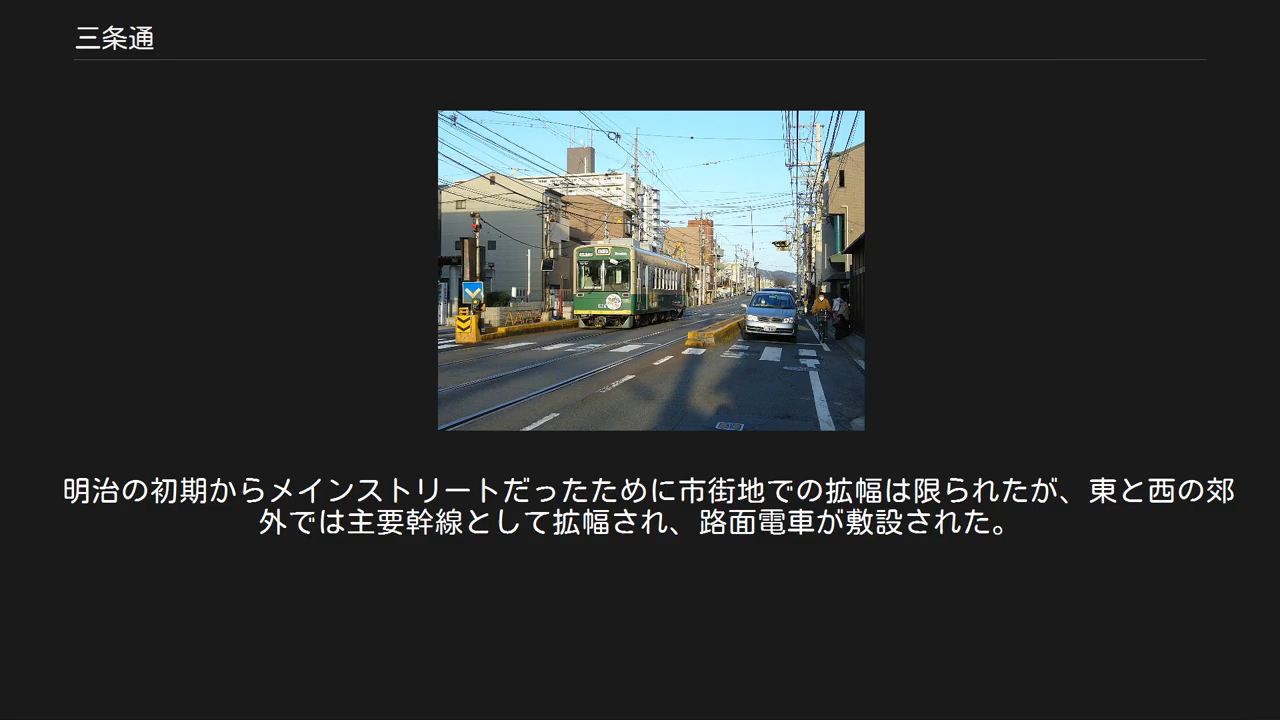 三条通
明治の初期からメインストリートだったために市街地での拡幅は限られたが、東と西の郊
外では主要幹線として拡幅され、路面電車が敷設された。